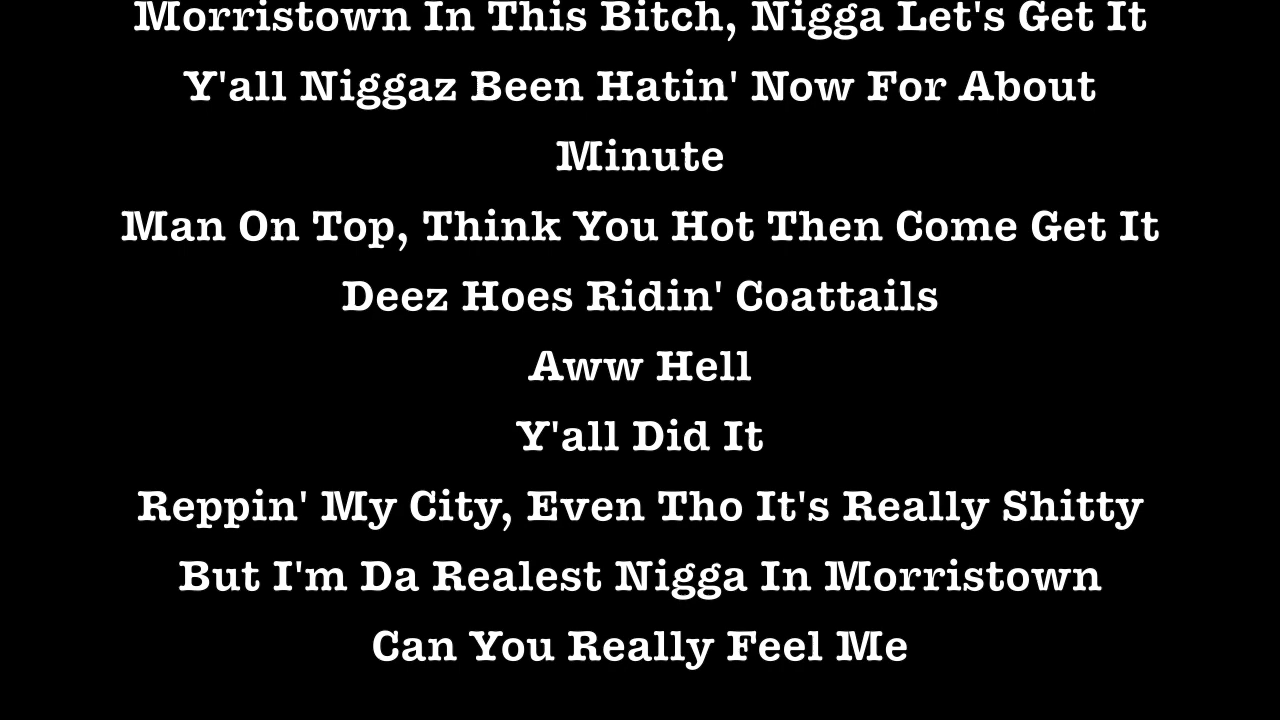 Morristown In This Bitch, Nigga Let's Get It
Y'all Niggaz Been Hatin' Now For About
Minute
Man On Top, Think You Hot Then Come Get It
Deez Hoes Ridin' Coattails
Aww Hell
Y'all Did It
Reppin' My City, Even Tho It's Really Shitty
But I'm Da Realest Nigga In Morristown
Can You Really Feel Me